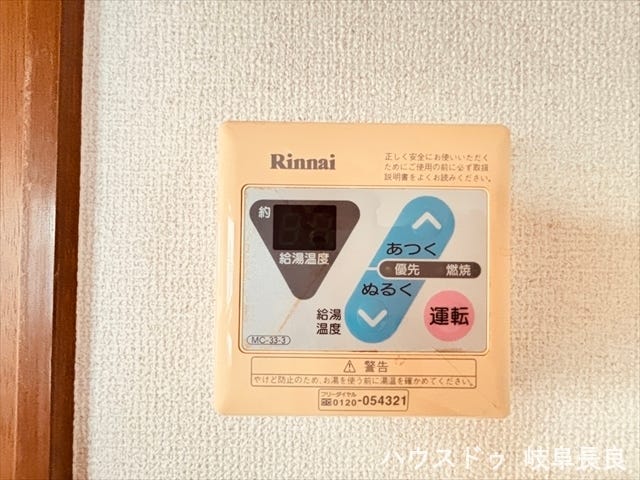 Rinnai
正しく安全にお使いいただく
ためにご使用の前に必ず取扱
説明書をよくお読みください。
約
給湯温度
あつく
優先 燃焼
ぬるく
給湯
温度
運転
MC-33-3
警告
やけど防止のため、お湯を使う前に湯温を確かめてください。
フリーダイヤル
0120-054321
ハウスドゥ 岐阜長良